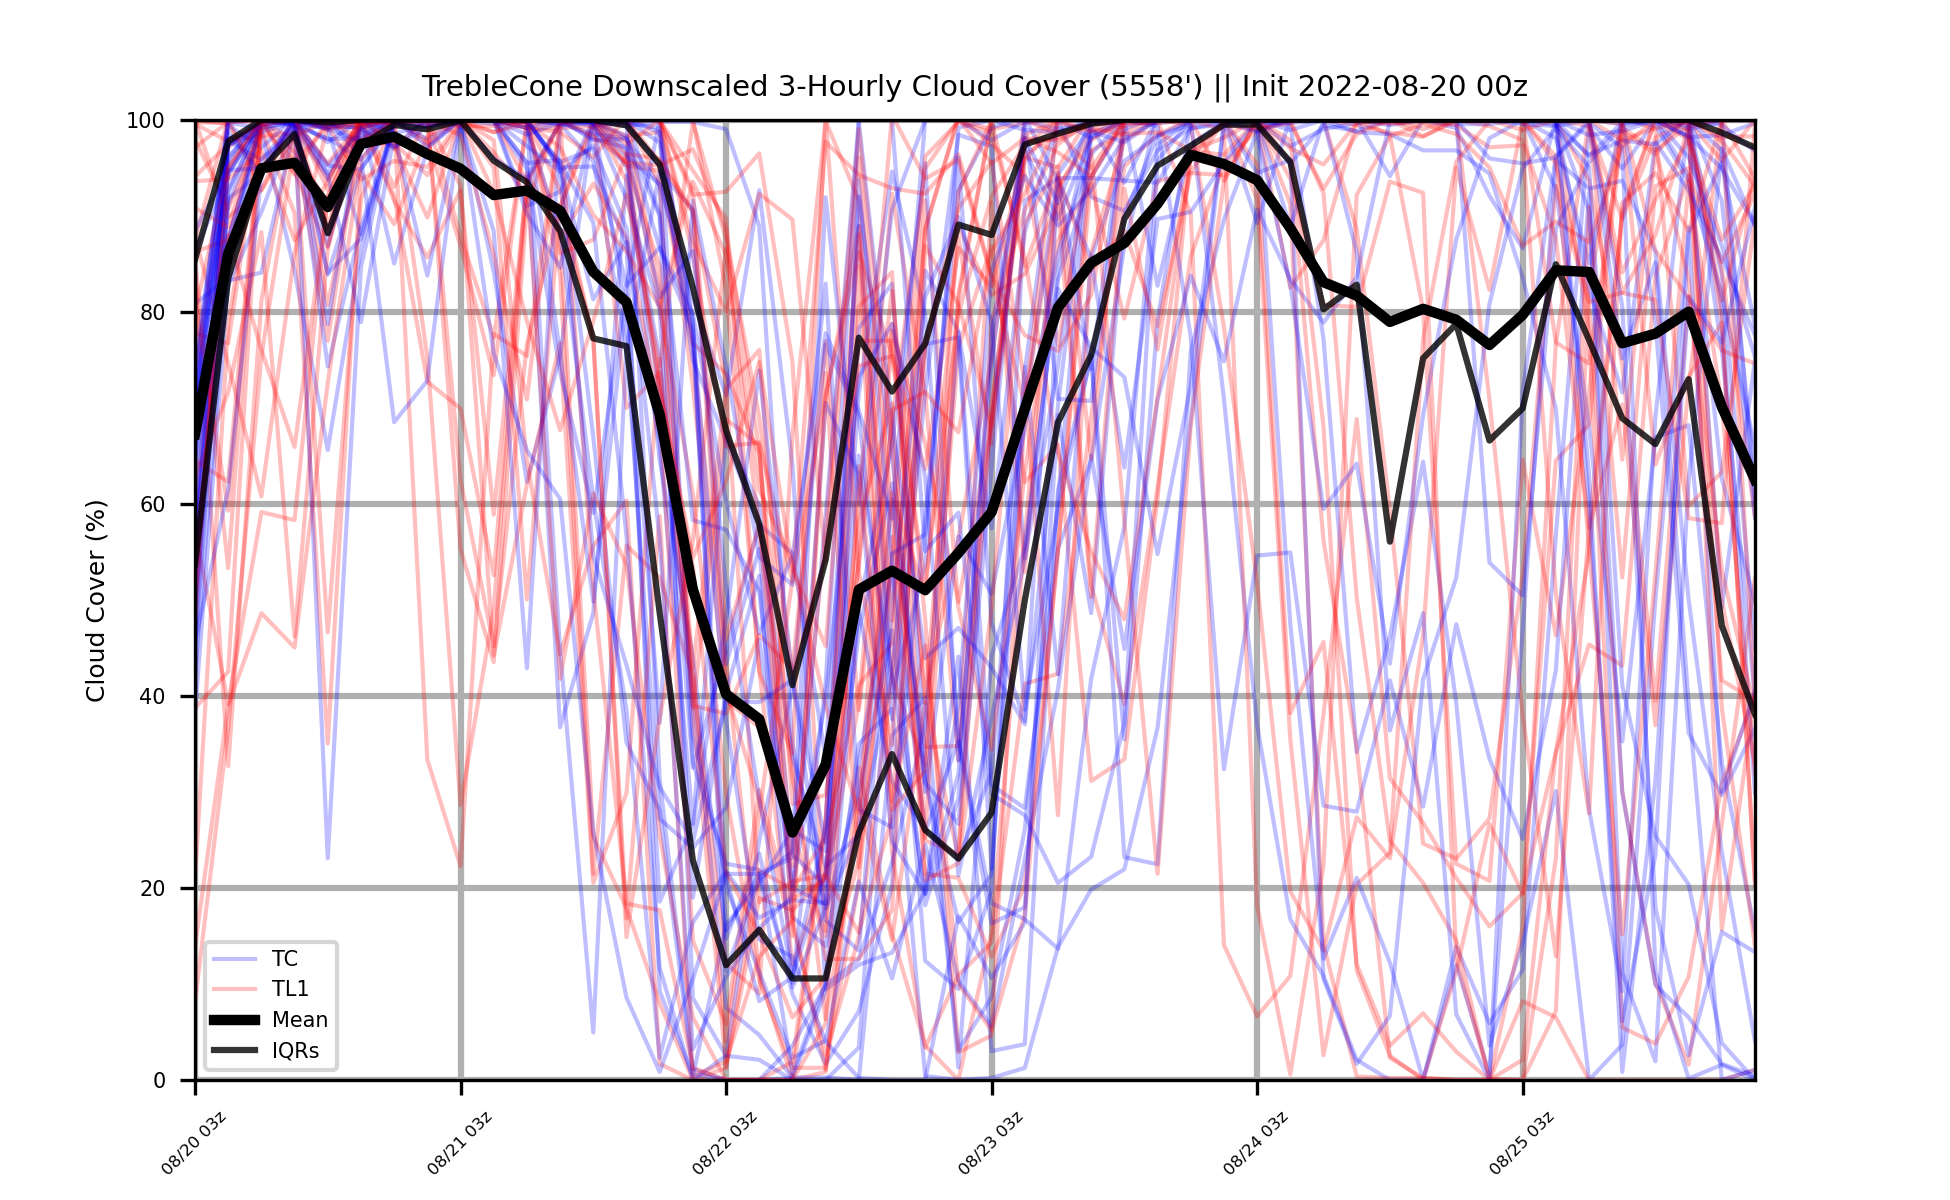 TrebleCone Downscaled 3-Hourly Cloud Cover (5558') || Init 2022-08-20 00z
Cloud Cover (%)
100
80
60
40
20
0
TC
TL1
Mean
IQRs
08/20 03z
08/21 03z
08/22 03z
08/23 03z
08/24 03z
08/25 03z